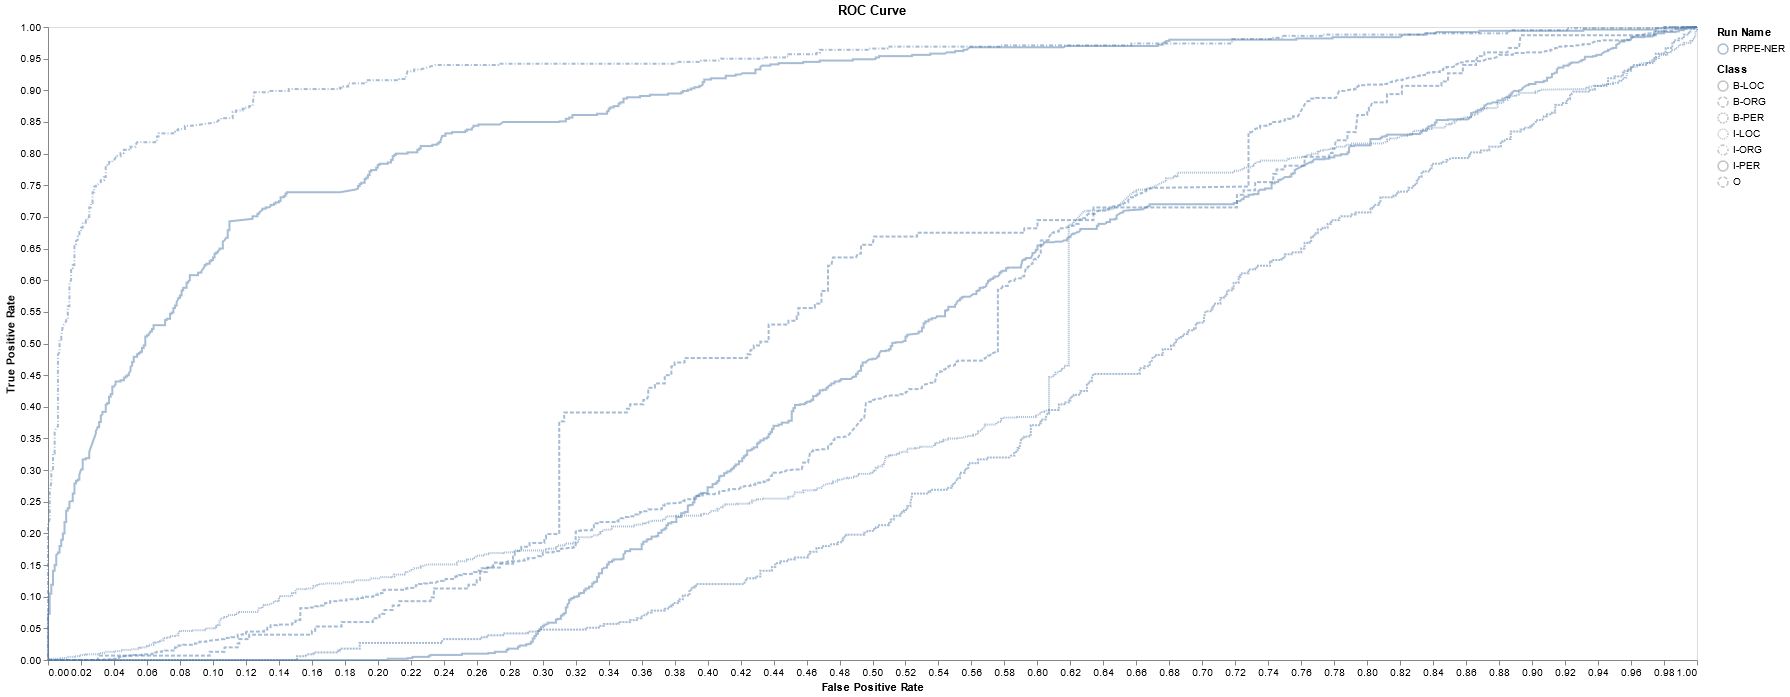 ROC Curve
True Positive Rate
1.00
0.95
0.90
0.85
0.80
0.75
0.70
0.65
0.60
0.55
0.50
0.45
0.40
0.35
0.30
0.25
0.20
0.15
0.10
0.05
0.00
0.00 0.02 0.04 0.06 0.08 0.10 0.12 0.14 0.16 0.18 0.20 0.22 0.24 0.26 0.28 0.30 0.32 0.34 0.36 0.38 0.40 0.42 0.44 0.46 0.48 0.50 0.52 0.54 0.56 0.58 0.60 0.62 0.64 0.66 0.68 0.70 0.72 0.74 0.76 0.78 0.80 0.82 0.84 0.86 0.88 0.90 0.92 0.94 0.96 0.98 1.00
False Positive Rate
Run Name
PRPE-NER
Class
B-LOC
B-ORG
B-PER
I-LOC
I-ORG
I-PER
O